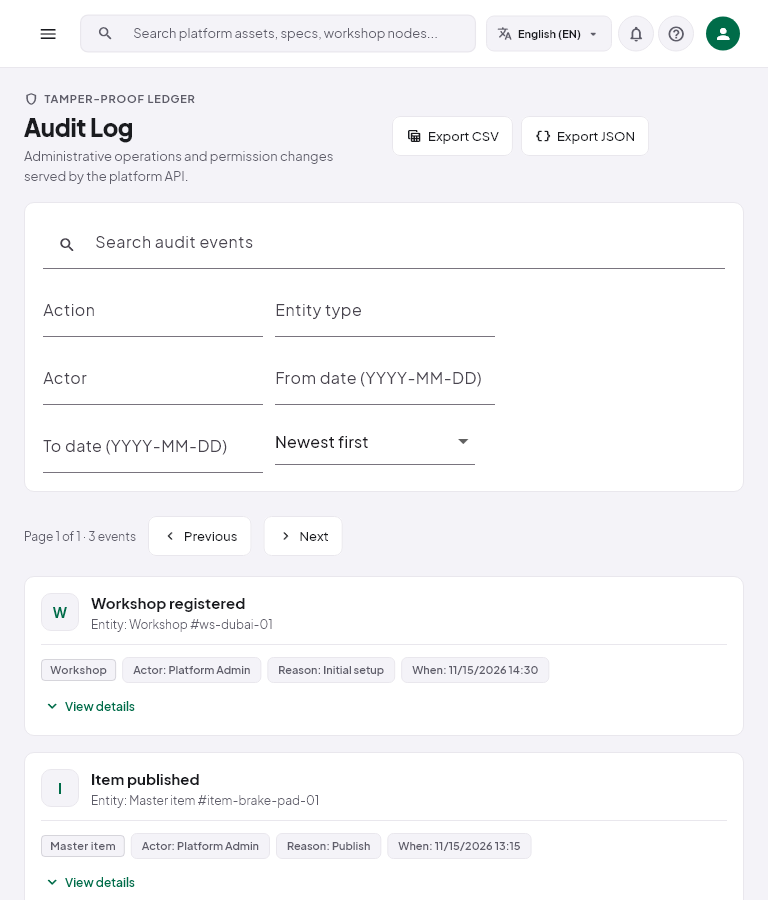 Search platform assets, specs, workshop nodes...
English (EN)
TAMPER-PROOF LEDGER
Audit Log
Administrative operations and permission changes
served by the platform API.
Export CSV
Export JSON
Search audit events
Action
Entity type
Actor
From date (YYYY-MM-DD)
To date (YYYY-MM-DD)
Newest first
Page 1 of 1 · 3 events
Previous
Next
W
Workshop registered
Entity: Workshop #ws-dubai-01
Workshop
Actor: Platform Admin
Reason: Initial setup
When: 11/15/2026 14:30
View details
I
Item published
Entity: Master item #item-brake-pad-01
Master item
Actor: Platform Admin
Reason: Publish
When: 11/15/2026 13:15
View details